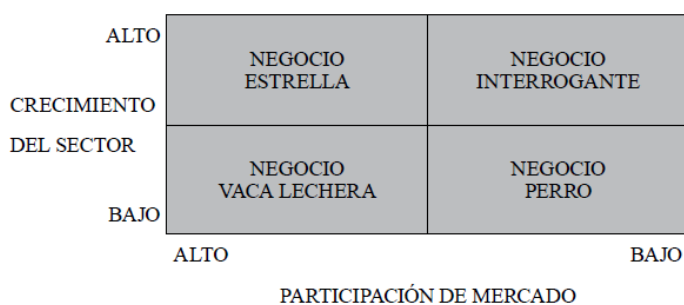 ALTO
NEGOCIO
ESTRELLA
NEGOCIO
INTERROGANTE
CRECIMIENTO
DEL SECTOR
NEGOCIO
VACA LECHERA
NEGOCIO
PERRO
BAJO
ALTO
BAJO
PARTICIPACIÓN DE MERCADO